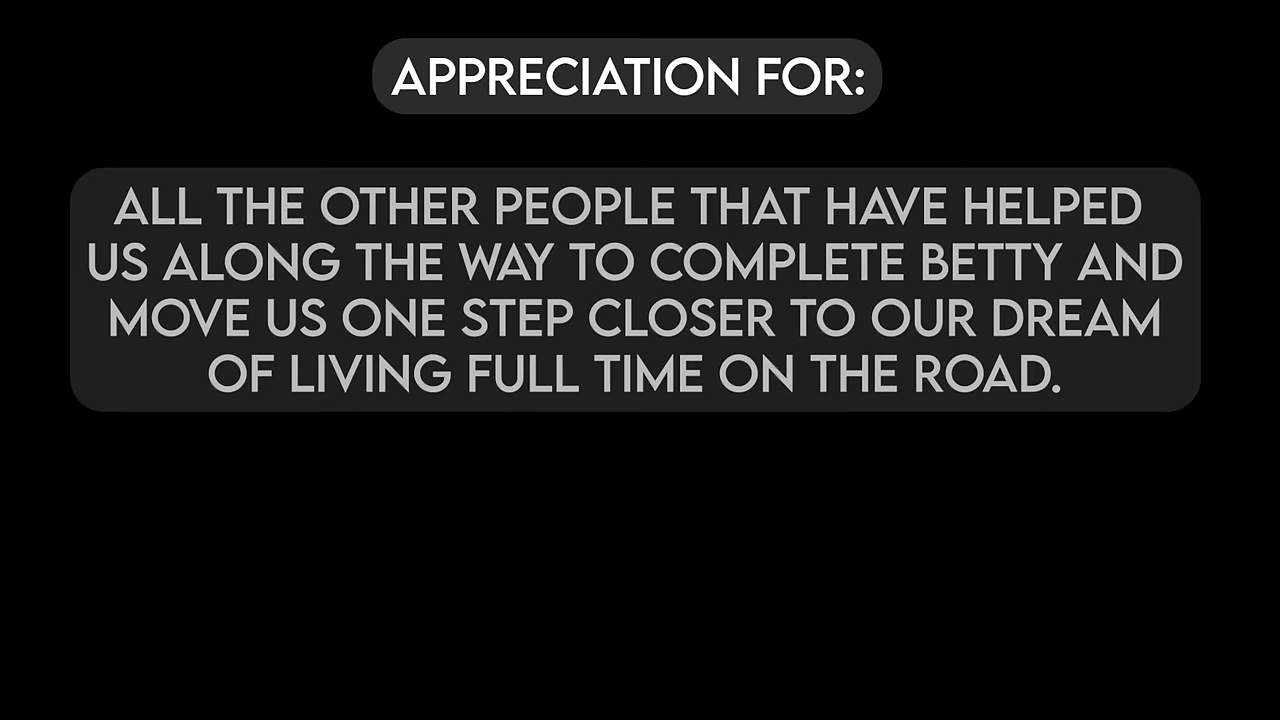 APPRECIATION FOR:
ALL THE OTHER PEOPLE THAT HAVE HELPED
US ALONG THE WAY TO COMPLETE BETTY AND
MOVE US ONE STEP CLOSER TO OUR DREAM
OF LIVING FULL TIME ON THE ROAD.